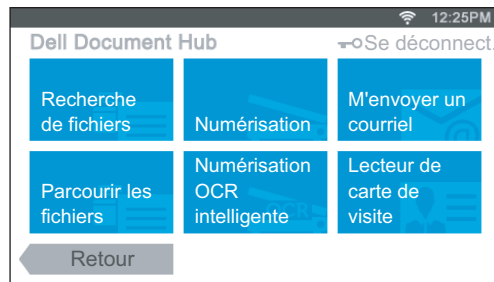 12:25PM
Dell Document Hub
Se déconnect.
Recherche
de fichiers
Numérisation
M'envoyer un
courriel
Parcourir les
fichiers
Numérisation
OCR
intelligente
OCR
Lecteur de
carte de
visite
Retour